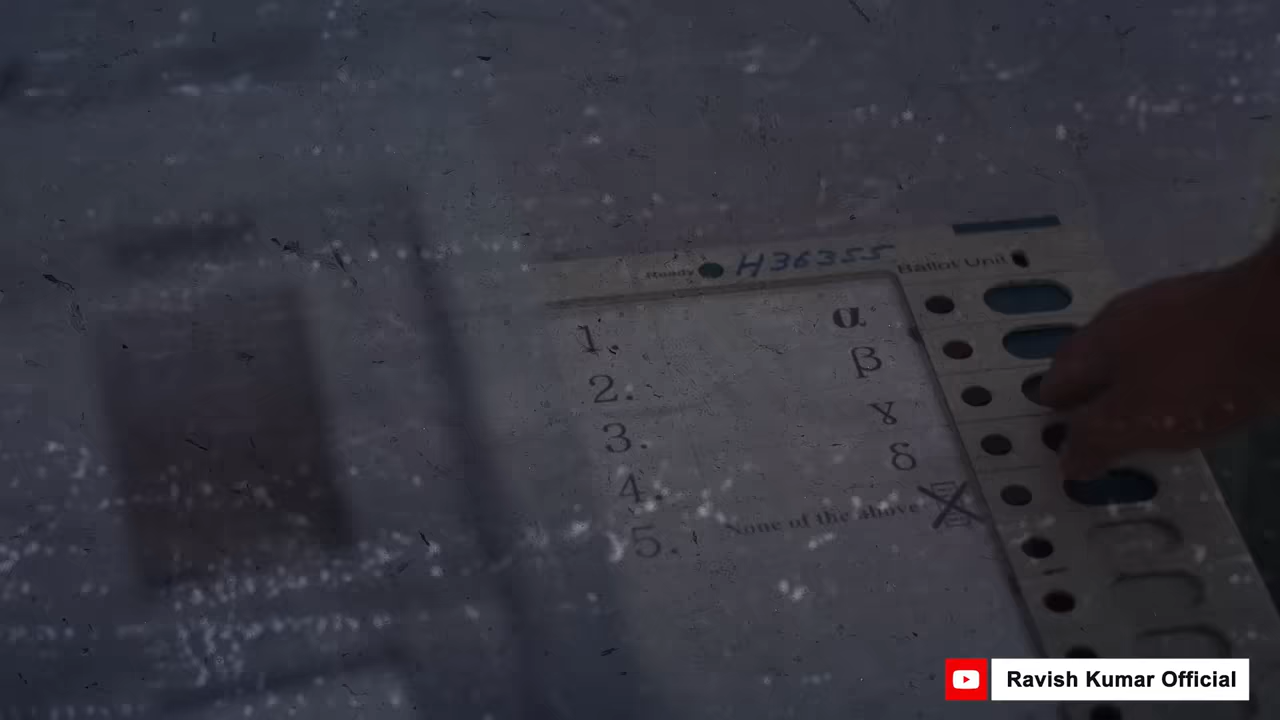 Ready H36355 Ballot Unit
1. α
2. β
3. γ
4. δ
5. None of the above
Ravish Kumar Official